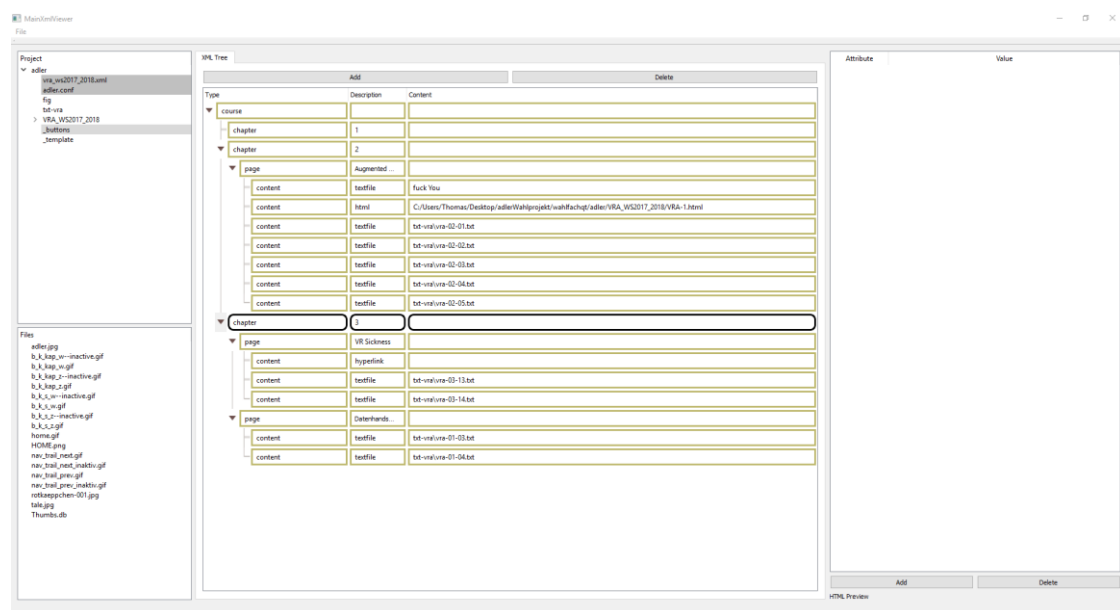 MainXmlViewer
File
Project
adler
vra_ws2017_2018.xml
adler.conf
fig
txt-vra
VRA_WS2017_2018
_buttons
_template
Files
adler.jpg
b_k_kap_w--inactive.gif
b_k_kap_w.gif
b_k_kap_z--inactive.gif
b_k_kap_z.gif
b_k_s_w--inactive.gif
b_k_s_w.gif
b_k_s_z--inactive.gif
b_k_s_z.gif
home.gif
HOME.png
nav_trail_next.gif
nav_trail_next_inaktiv.gif
nav_trail_prev.gif
nav_trail_prev_inaktiv.gif
rotkaeppchen-001.jpg
tale.jpg
Thumbs.db
XML Tree
Add Delete
Type Description Content
course
chapter 1
chapter 2
page Augmented ...
content textfile fuck You
content html C:/Users/Thomas/Desktop/adlerWahlprojekt/wahlfachqt/adler/VRA_WS2017_2018/VRA-1.html
content textfile txt-vra\vra-02-01.txt
content textfile txt-vra\vra-02-02.txt
content textfile txt-vra\vra-02-03.txt
content textfile txt-vra\vra-02-04.txt
content textfile txt-vra\vra-02-05.txt
chapter 3
page VR Sickness
content hyperlink
content textfile txt-vra\vra-03-13.txt
content textfile txt-vra\vra-03-14.txt
page Datenhands...
content textfile txt-vra\vra-01-03.txt
content textfile txt-vra\vra-01-04.txt
Attribute Value
Add Delete
HTML Preview